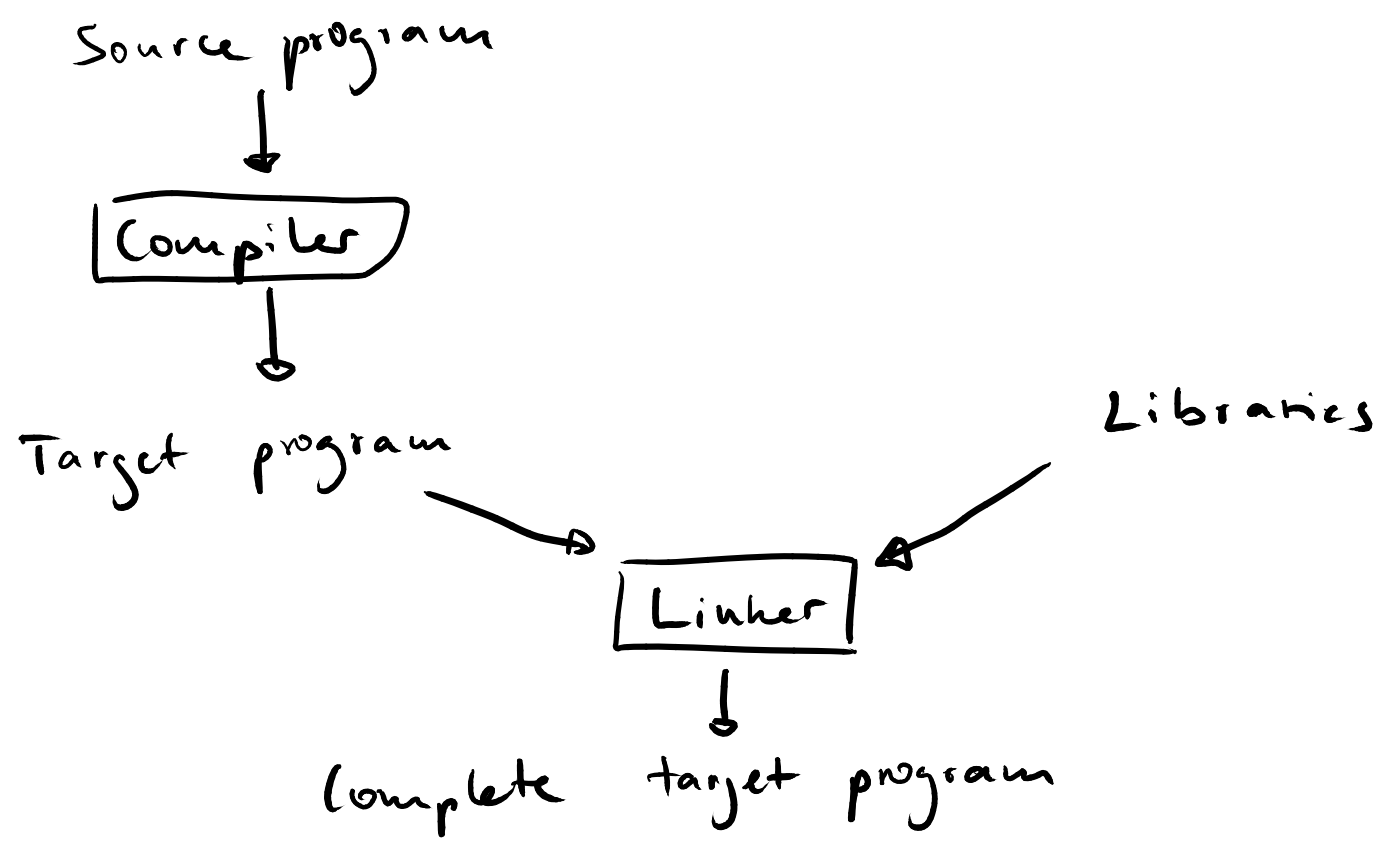 Source program
Compiler
Libraries
Target program
Linker
Complete target program